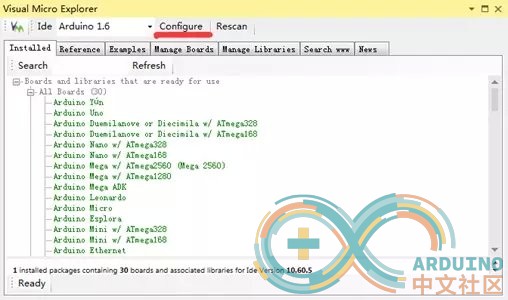 Visual Micro Explorer
Ide Arduino 1.6 Configure Rescan
Installed Reference Examples Manage Boards Manage Libraries Search www News
Search Refresh
Boards and libraries that are ready for use
All Boards (30)
Arduino Yún
Arduino Uno
Arduino Duemilanove or Diecimila w/ ATmega328
Arduino Duemilanove or Diecimila w/ ATmega168
Arduino Nano w/ ATmega328
Arduino Nano w/ ATmega168
Arduino Mega w/ ATmega2560 (Mega 2560)
Arduino Mega w/ ATmega1280
Arduino Mega ADK
Arduino Leonardo
Arduino Micro
Arduino Esplora
Arduino Mini w/ ATmega328
Arduino Mini w/ ATmega168
Arduino Ethernet
1 installed packages containing 30 boards and associated libraries for Ide Version 10.60.5
Ready
ARDUINO
中文社区